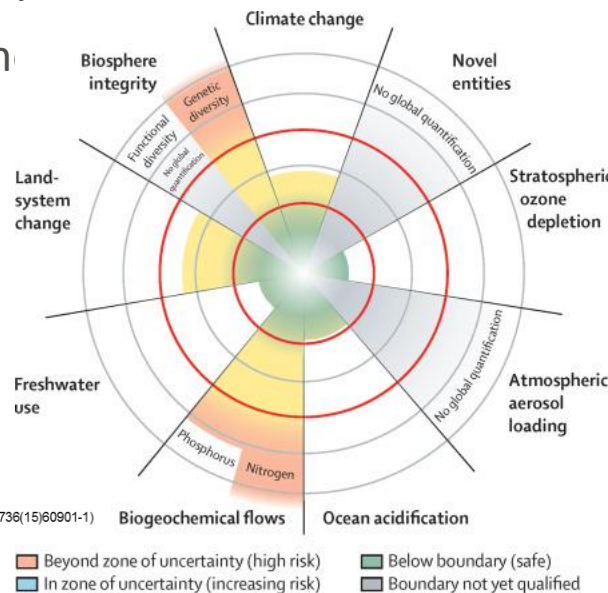 Climate change
Biosphere
integrity
Novel
entities
Genetic
diversity
Functional
diversity
No global
quantification
No global quantification
Land-
system
change
Stratospheric
ozone
depletion
Freshwater
use
No global quantification
Atmospheric
aerosol
loading
Phosphorus
Nitrogen
736(15)60901-1)
Biogeochemical flows
Ocean acidification
Beyond zone of uncertainty (high risk)
Below boundary (safe)
In zone of uncertainty (increasing risk)
Boundary not yet qualified